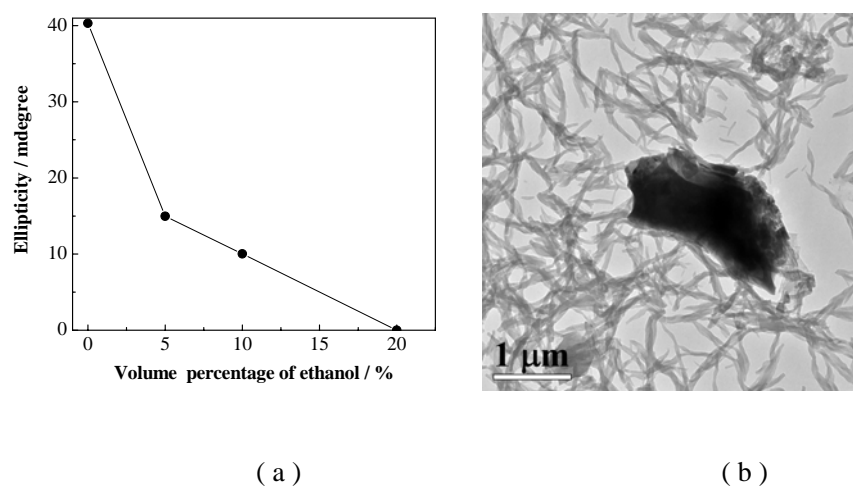 40
30
20
10
0
0 5 10 15 20
Ellipticity / mdegree
Volume percentage of ethanol / %
1 μm
( a ) ( b )